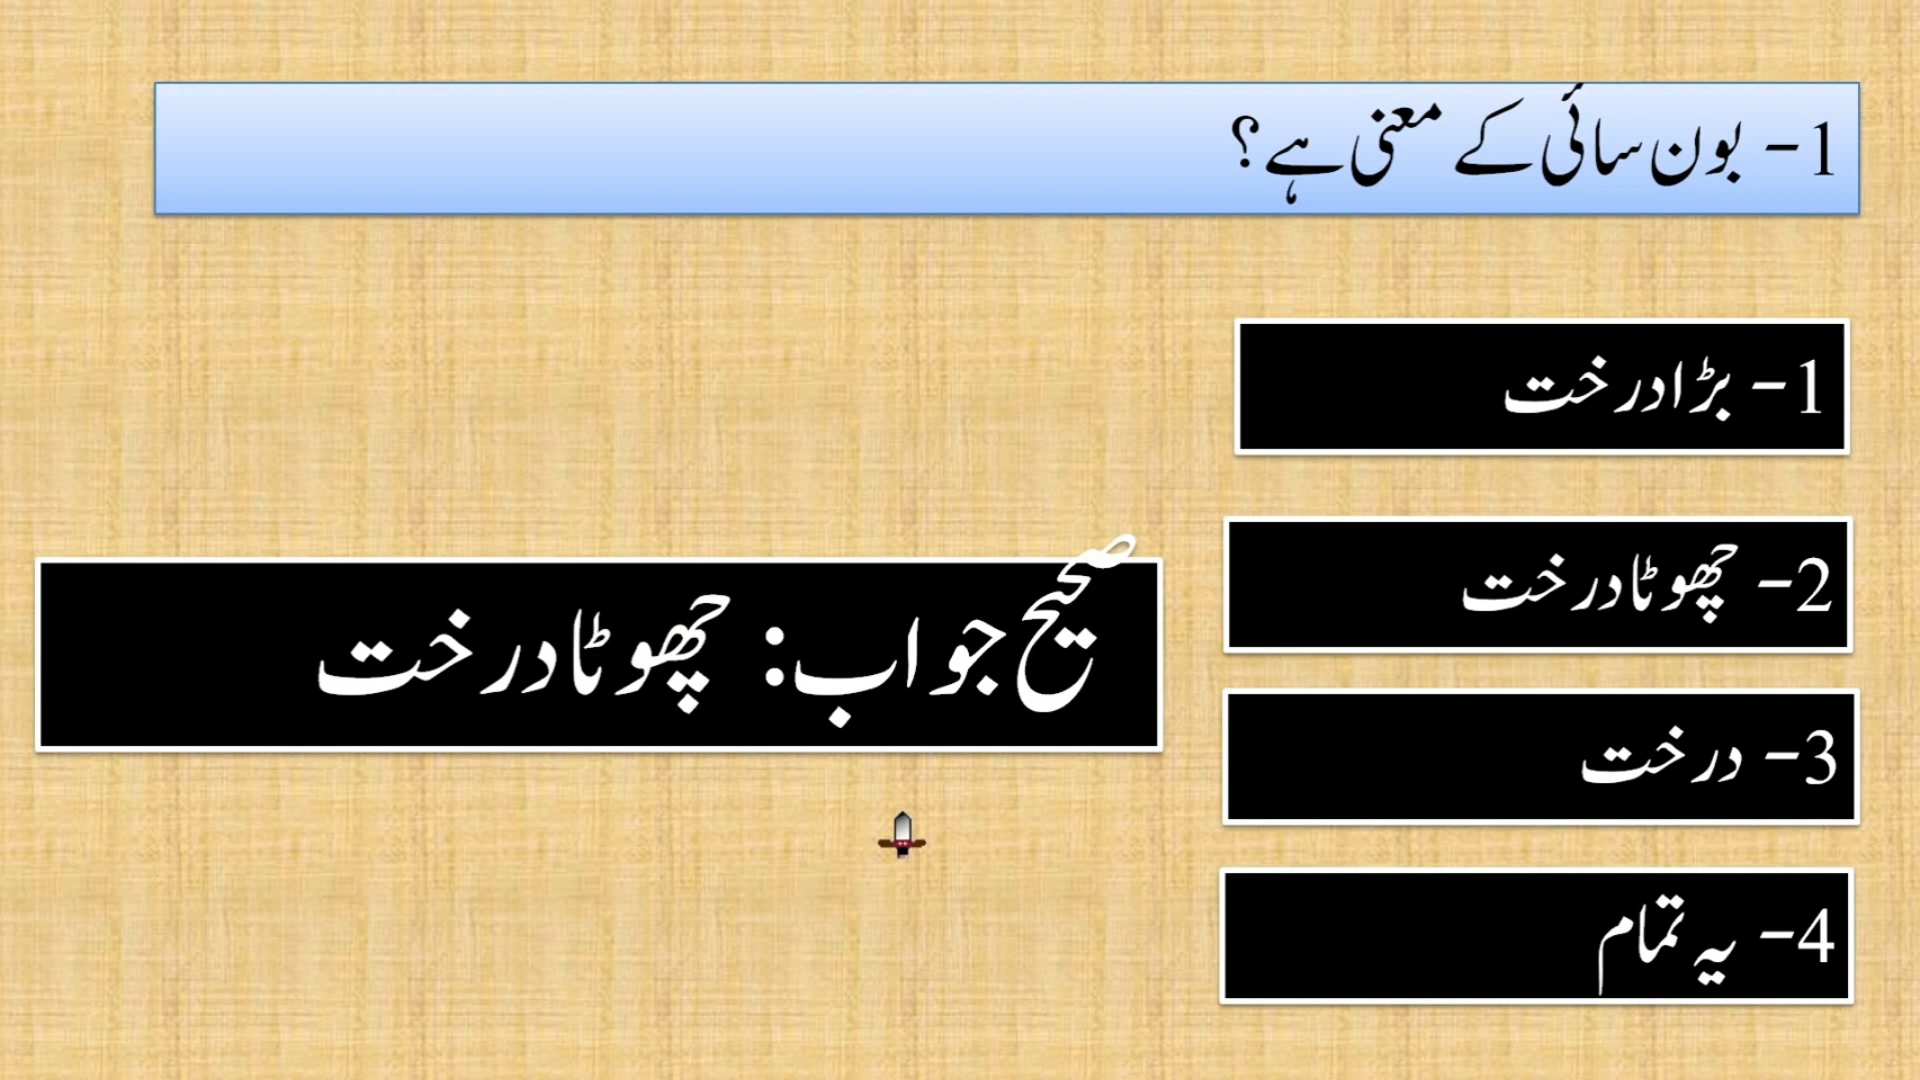 1- بون سائی کے معنی ہے؟
1- بڑا درخت
2- چھوٹا درخت
صحیح جواب: چھوٹا درخت
3- درخت
4- یہ تمام